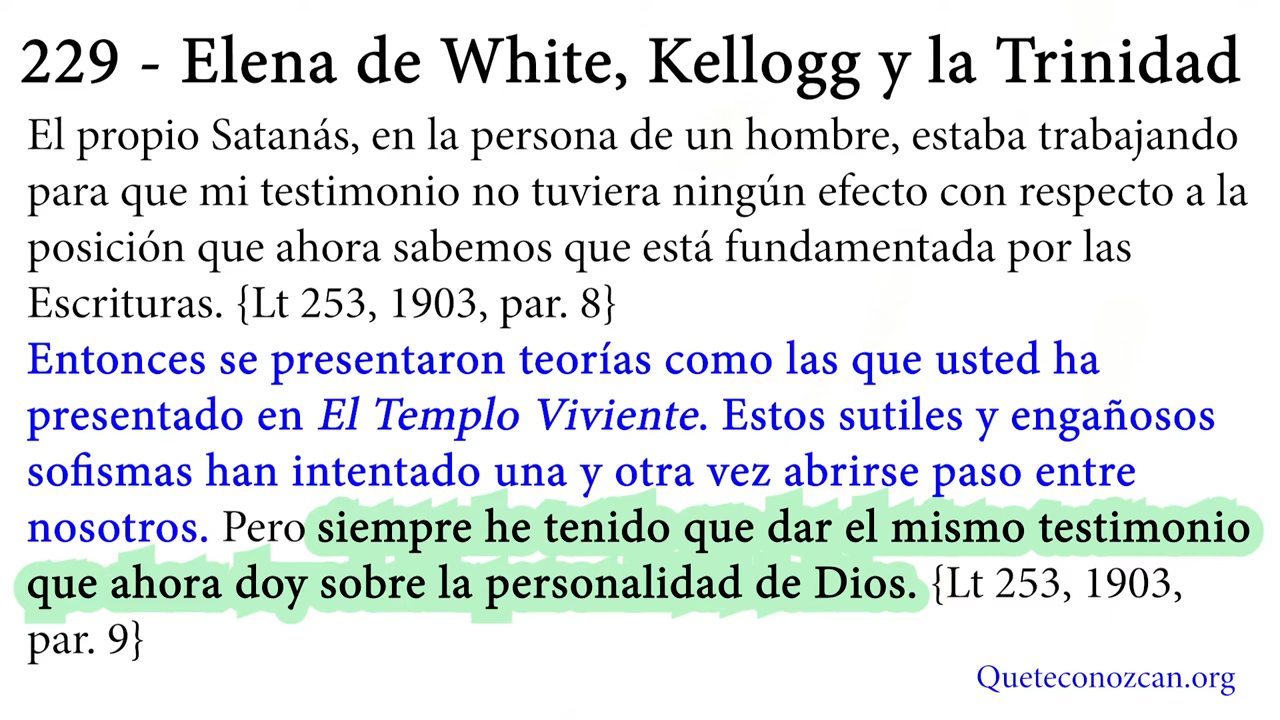 229 - Elena de White, Kellogg y la Trinidad
El propio Satanás, en la persona de un hombre, estaba trabajando
para que mi testimonio no tuviera ningún efecto con respecto a la
posición que ahora sabemos que está fundamentada por las
Escrituras. {Lt 253, 1903, par. 8}
Entonces se presentaron teorías como las que usted ha
presentado en El Templo Viviente. Estos sutiles y engañosos
sofismas han intentado una y otra vez abrirse paso entre
nosotros. Pero siempre he tenido que dar el mismo testimonio
que ahora doy sobre la personalidad de Dios. {Lt 253, 1903,
par. 9}
Queteconozcan.org